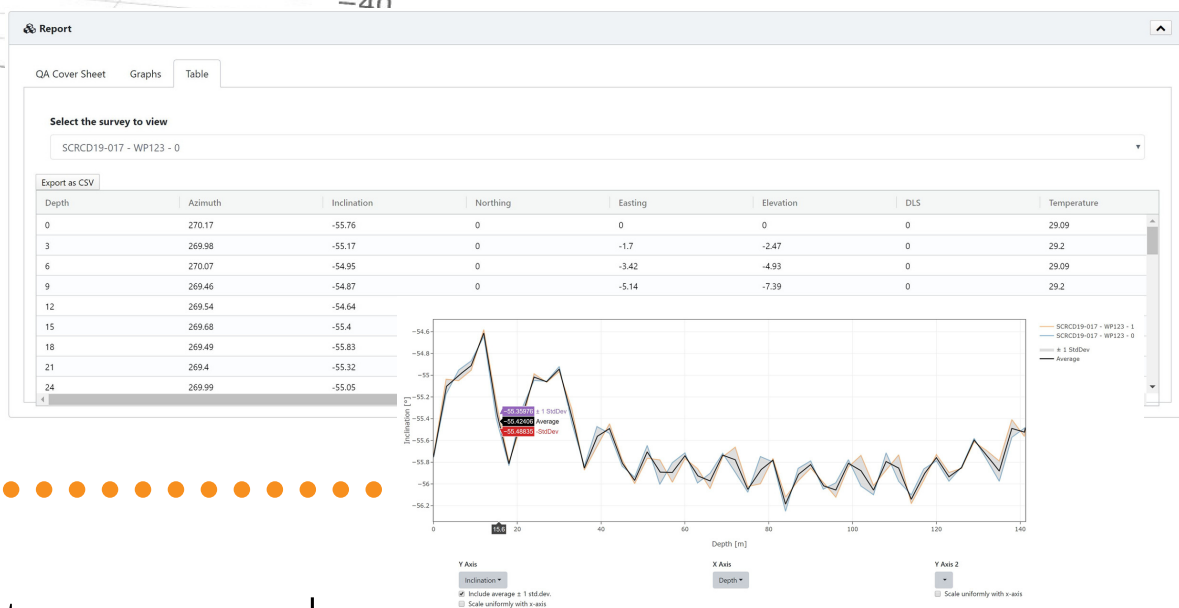 −40
Report
QA Cover Sheet Graphs Table
Select the survey to view
SCRCD19-017 - WP123 - 0
Export as CSV
Depth Azimuth Inclination Northing Easting Elevation DLS Temperature
0 270.17 -55.76 0 0 0 0 29.09
3 269.98 -55.17 0 -1.7 -2.47 0 29.2
6 270.07 -54.95 0 -3.42 -4.93 0 29.09
9 269.46 -54.87 0 -5.14 -7.39 0 29.2
12 269.54 -54.64
15 269.68 -55.4
18 269.49 -55.83
21 269.4 -55.32
24 269.99 -55.05
−54.6
−54.8
−55
−55.2
−55.4
−55.6
−55.8
−56
−56.2
Inclination [°]
−55.35976 ± 1 StdDev
−55.42406 Average
−55.48835 -StdDev
SCRCD19-017 - WP123 - 1
SCRCD19-017 - WP123 - 0
± 1 StdDev
Average
0 15.6 20 40 60 80 100 120 140
Depth [m]
Y Axis X Axis Y Axis 2
Inclination Depth
Include average ± 1 std.dev.
Scale uniformly with x-axis Scale uniformly with x-axis